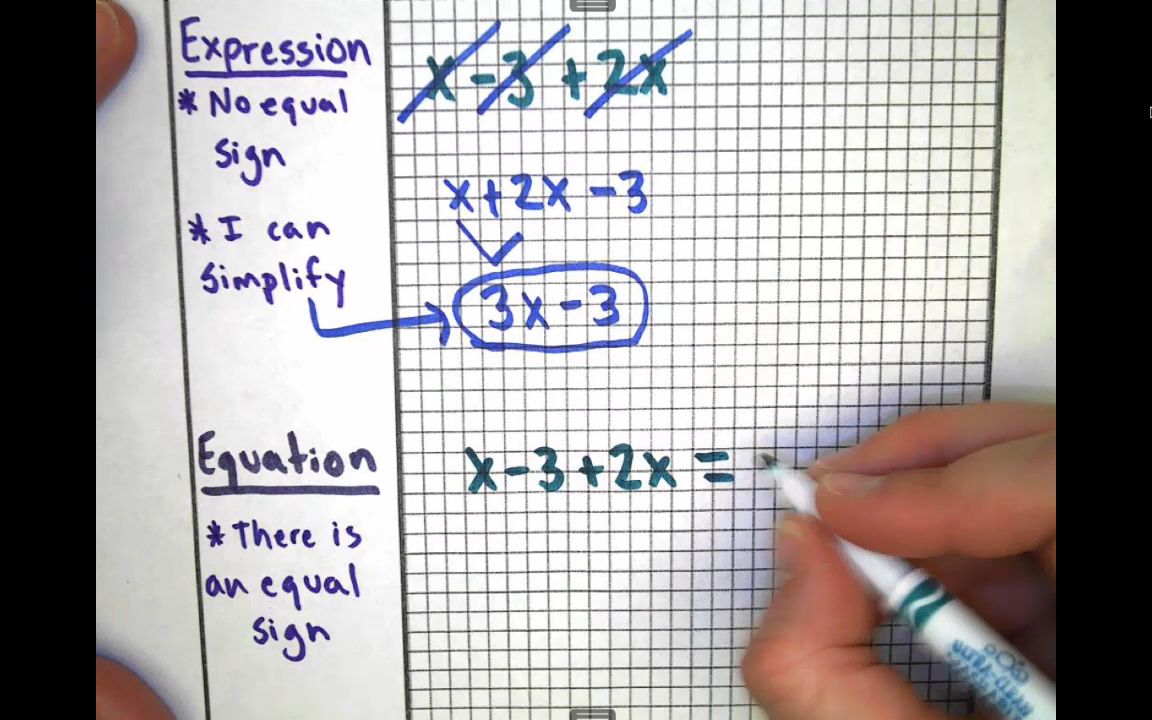 Expression
* No equal
sign
* I can
simplify
x - 3 + 2x
x + 2x - 3
3x - 3
Equation
* There is
an equal
sign
x - 3 + 2x =